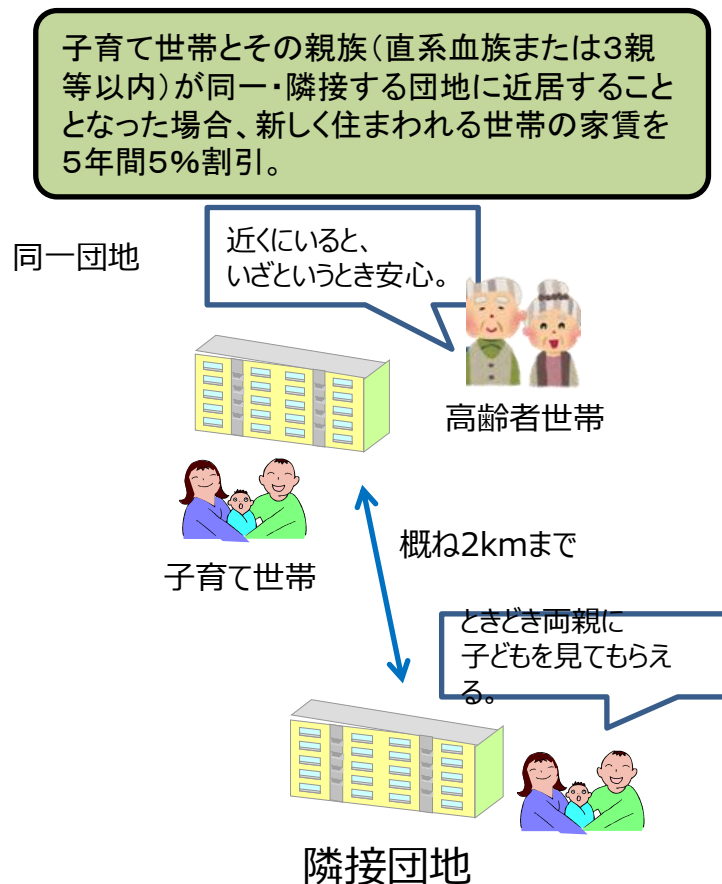 子育て世帯とその親族（直系血族または３親
等以内）が同一・隣接する団地に近居すること
となった場合、新しく住まわれる世帯の家賃を
５年間５％割引。
同一団地
近くにいると、
いざというとき安心。
高齢者世帯
子育て世帯
概ね2kmまで
ときどき両親に
子どもを見てもらえ
る。
隣接団地